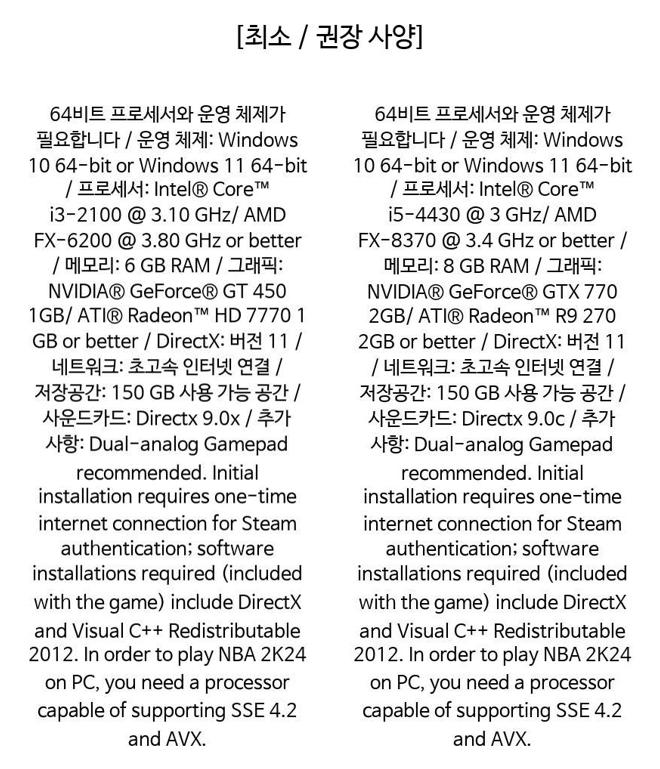 [최소 / 권장 사양]
64비트 프로세서와 운영 체제가
필요합니다 / 운영 체제: Windows
10 64-bit or Windows 11 64-bit
/ 프로세서: Intel® Core™
i3-2100 @ 3.10 GHz/ AMD
FX-6200 @ 3.80 GHz or better
/ 메모리: 6 GB RAM / 그래픽:
NVIDIA® GeForce® GT 450
1GB/ ATI® Radeon™ HD 7770 1
GB or better / DirectX: 버전 11 /
네트워크: 초고속 인터넷 연결 /
저장공간: 150 GB 사용 가능 공간 /
사운드카드: Directx 9.0x / 추가
사항: Dual-analog Gamepad
recommended. Initial
installation requires one-time
internet connection for Steam
authentication; software
installations required (included
with the game) include DirectX
and Visual C++ Redistributable
2012. In order to play NBA 2K24
on PC, you need a processor
capable of supporting SSE 4.2
and AVX.
64비트 프로세서와 운영 체제가
필요합니다 / 운영 체제: Windows
10 64-bit or Windows 11 64-bit
/ 프로세서: Intel® Core™
i5-4430 @ 3 GHz/ AMD
FX-8370 @ 3.4 GHz or better /
메모리: 8 GB RAM / 그래픽:
NVIDIA® GeForce® GTX 770
2GB/ ATI® Radeon™ R9 270
2GB or better / DirectX: 버전 11
/ 네트워크: 초고속 인터넷 연결 /
저장공간: 150 GB 사용 가능 공간 /
사운드카드: Directx 9.0c / 추가
사항: Dual-analog Gamepad
recommended. Initial
installation requires one-time
internet connection for Steam
authentication; software
installations required (included
with the game) include DirectX
and Visual C++ Redistributable
2012. In order to play NBA 2K24
on PC, you need a processor
capable of supporting SSE 4.2
and AVX.